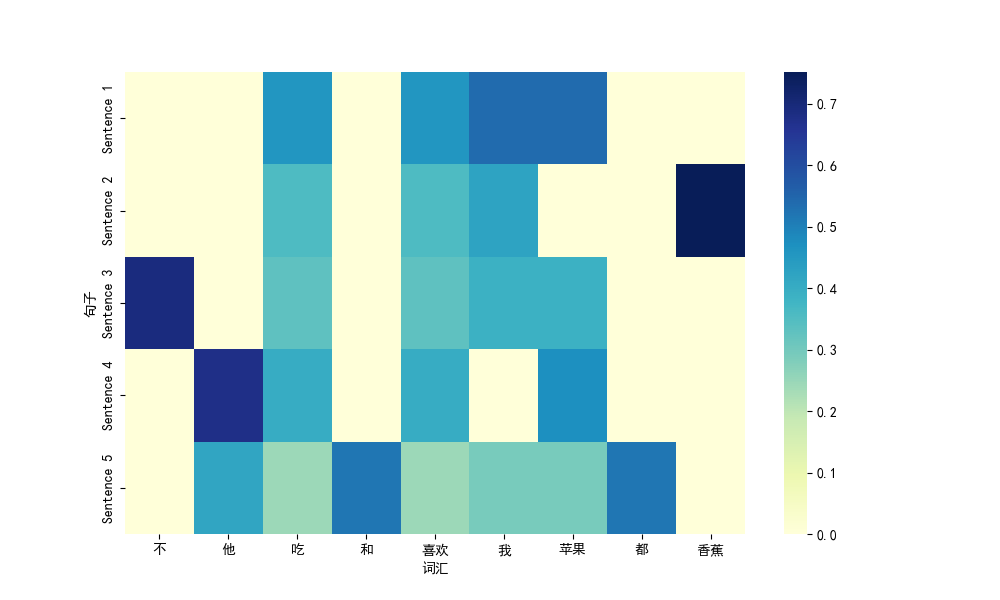 Sentence 1
Sentence 2
Sentence 3
Sentence 4
Sentence 5
句子
不 他 吃 和 喜欢 我 苹果 都 香蕉
词汇
0.7
0.6
0.5
0.4
0.3
0.2
0.1
0.0